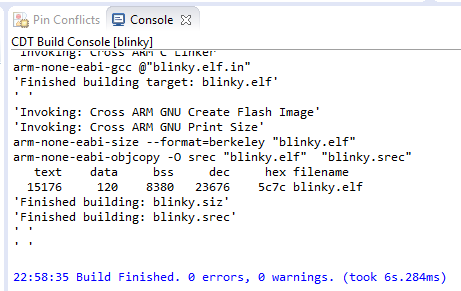 Pin Conflicts Console
CDT Build Console [blinky]
'Invoking: Cross ARM C Linker'
arm-none-eabi-gcc @"blinky.elf.in"
'Finished building target: blinky.elf'
' '
'Invoking: Cross ARM GNU Create Flash Image'
'Invoking: Cross ARM GNU Print Size'
arm-none-eabi-size --format=berkeley "blinky.elf"
arm-none-eabi-objcopy -O srec "blinky.elf"  "blinky.srec"
   text    data     bss     dec     hex filename
  15176     120    8380   23676    5c7c blinky.elf
'Finished building: blinky.siz'
'Finished building: blinky.srec'
' '
' '
22:58:35 Build Finished. 0 errors, 0 warnings. (took 6s.284ms)